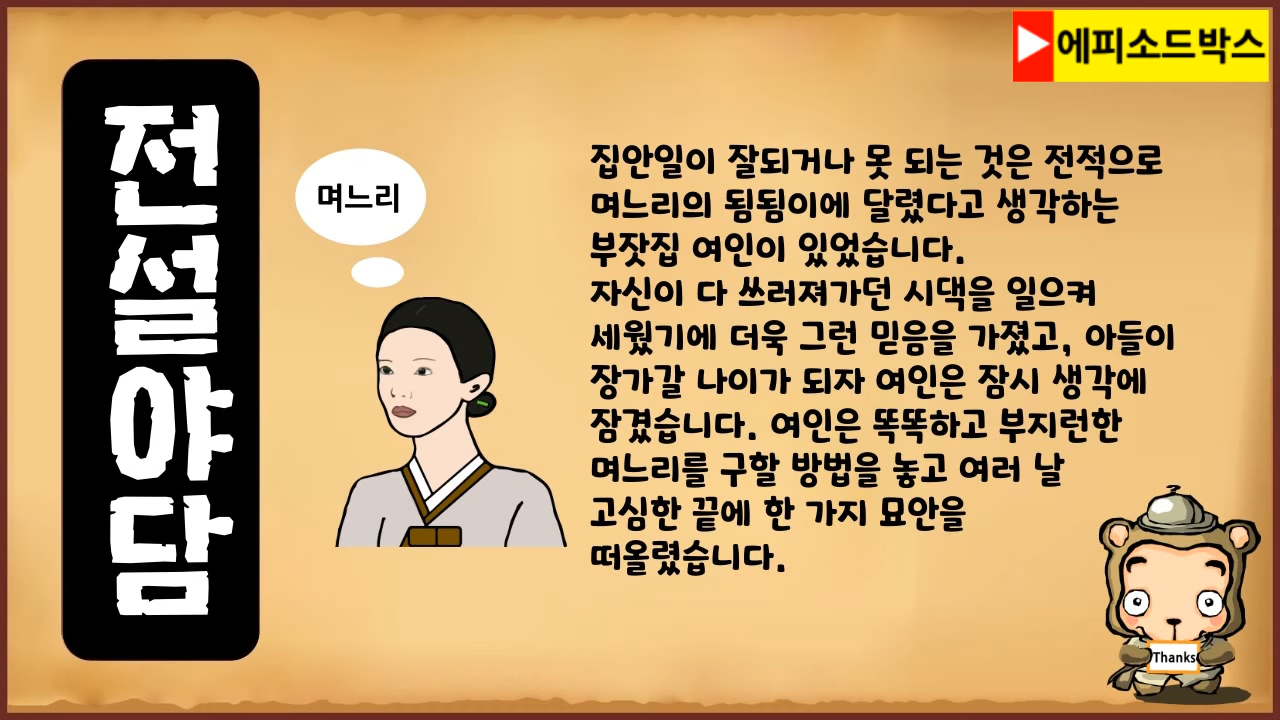 에피소드박스
전설야담
며느리
집안일이 잘되거나 못 되는 것은 전적으로
며느리의 됨됨이에 달렸다고 생각하는
부잣집 여인이 있었습니다.
자신이 다 쓰러져가던 시댁을 일으켜
세웠기에 더욱 그런 믿음을 가졌고, 아들이
장가갈 나이가 되자 여인은 잠시 생각에
잠겼습니다. 여인은 똑똑하고 부지런한
며느리를 구할 방법을 놓고 여러 날
고심한 끝에 한 가지 묘안을
떠올렸습니다.
Thanks